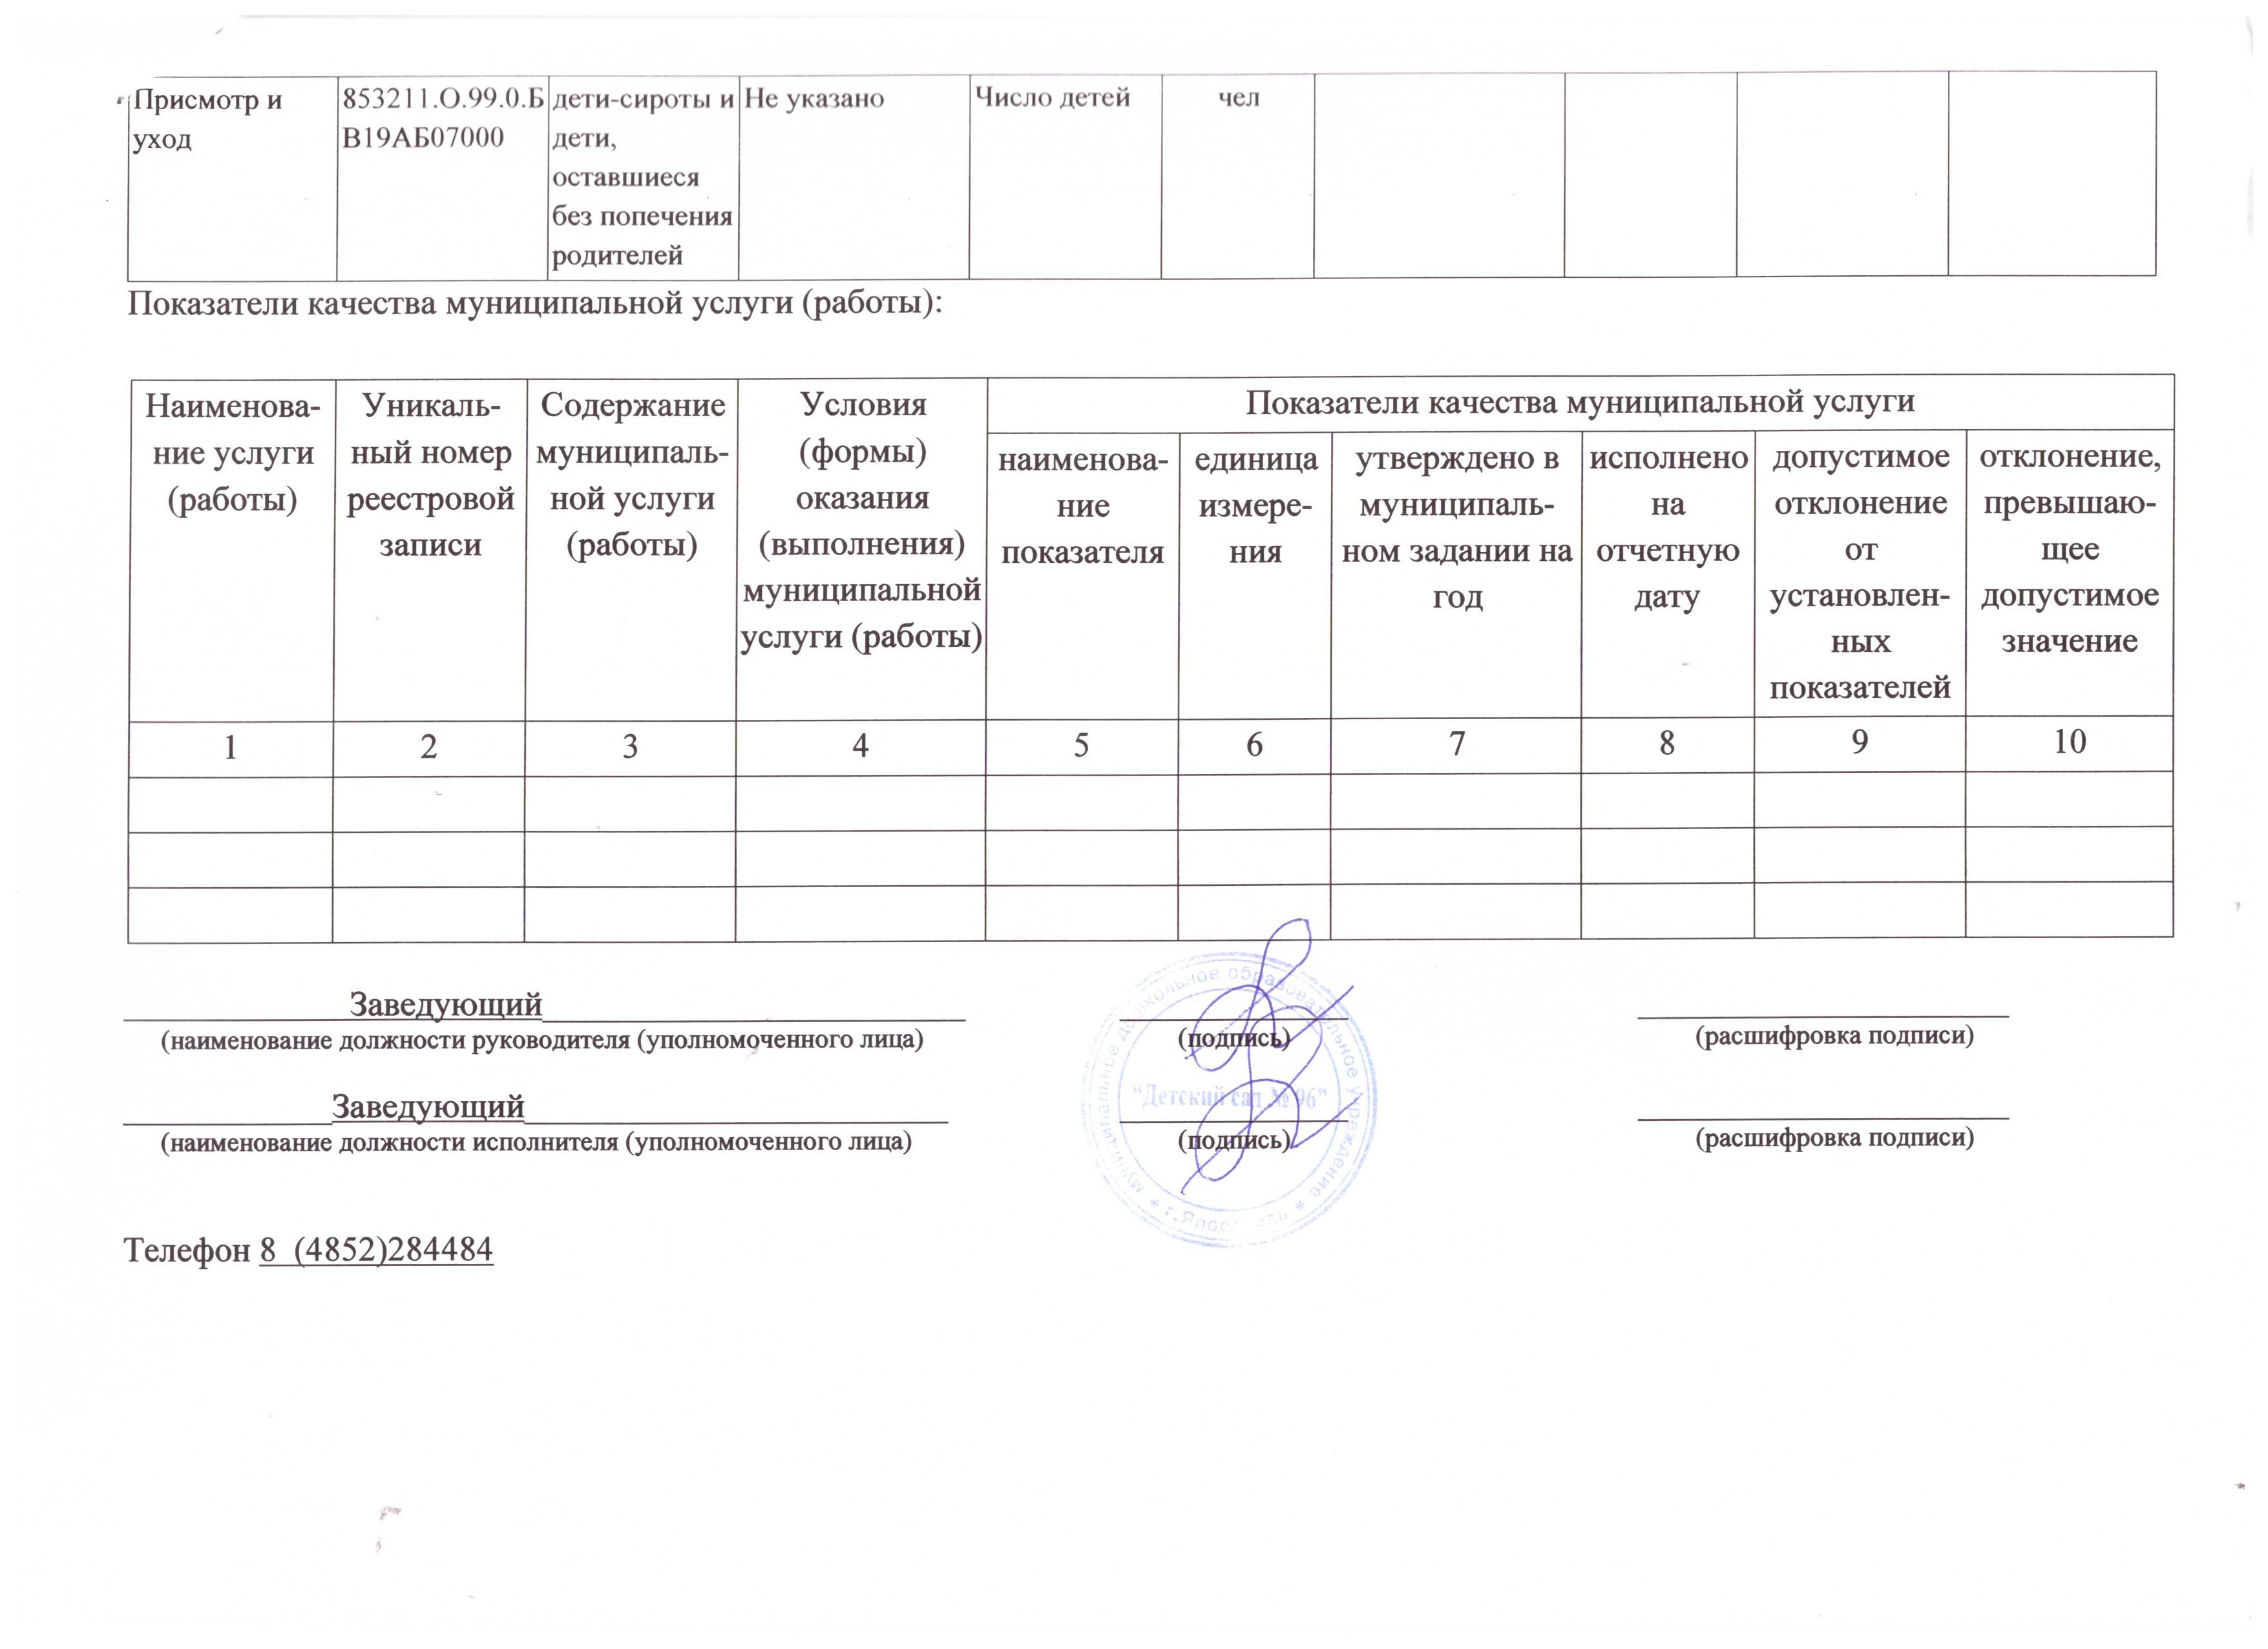 Присмотр и
уход
853211.О.99.0.Б
В19АБ07000
дети-сироты и
дети,
оставшиеся
без попечения
родителей
Не указано
Число детей
чел
Показатели качества муниципальной услуги (работы):
Наименова-
ние услуги
(работы)
Уникаль-
ный номер
реестровой
записи
Содержание
муниципаль-
ной услуги
(работы)
Условия
(формы)
оказания
(выполнения)
муниципальной
услуги (работы)
Показатели качества муниципальной услуги
наименова-
ние
показателя
единица
измере-
ния
утверждено в
муниципаль-
ном задании на
год
исполнено
на
отчетную
дату
допустимое
отклонение
от
установлен-
ных
показателей
отклонение,
превышаю-
щее
допустимое
значение
1 2 3 4 5 6 7 8 9 10
Заведующий
(наименование должности руководителя (уполномоченного лица)
(подпись)
(расшифровка подписи)
Заведующий
(наименование должности исполнителя (уполномоченного лица)
(подпись)
(расшифровка подписи)
муниципальное дошкольное образовательное учреждение
"Детский сад № 96"
Телефон 8 (4852)284484